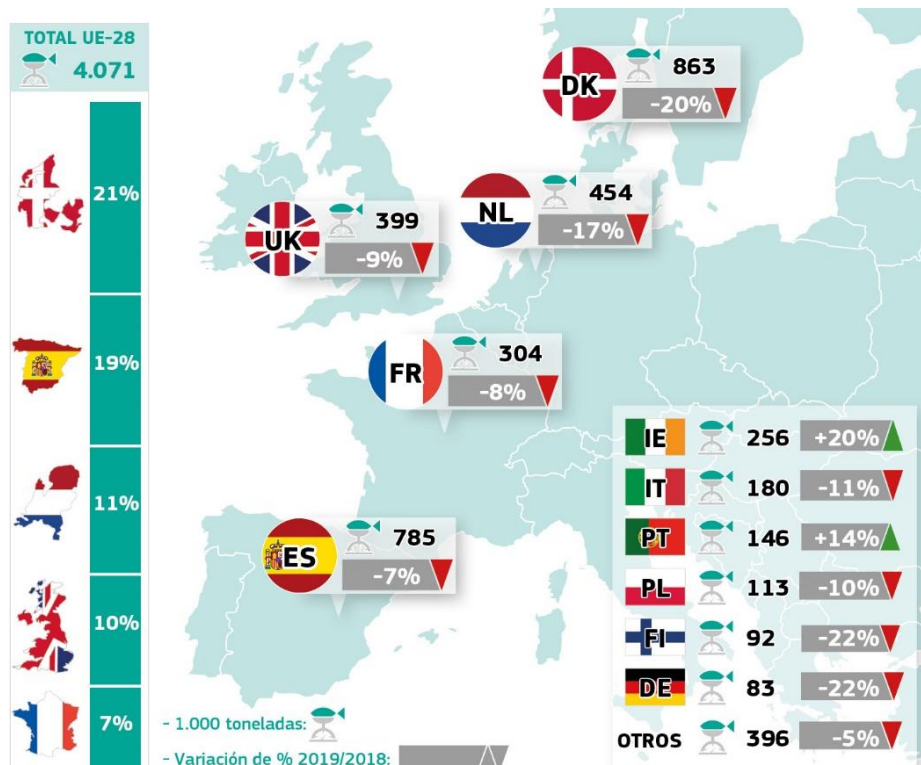 TOTAL UE-28
4.071
21%
19%
11%
10%
7%
DK 863
-20%
NL 454
-17%
UK 399
-9%
FR 304
-8%
ES 785
-7%
IE 256 +20%
IT 180 -11%
PT 146 +14%
PL 113 -10%
FI 92 -22%
DE 83 -22%
OTROS 396 -5%
- 1.000 toneladas:
- Variación de % 2019/2018: